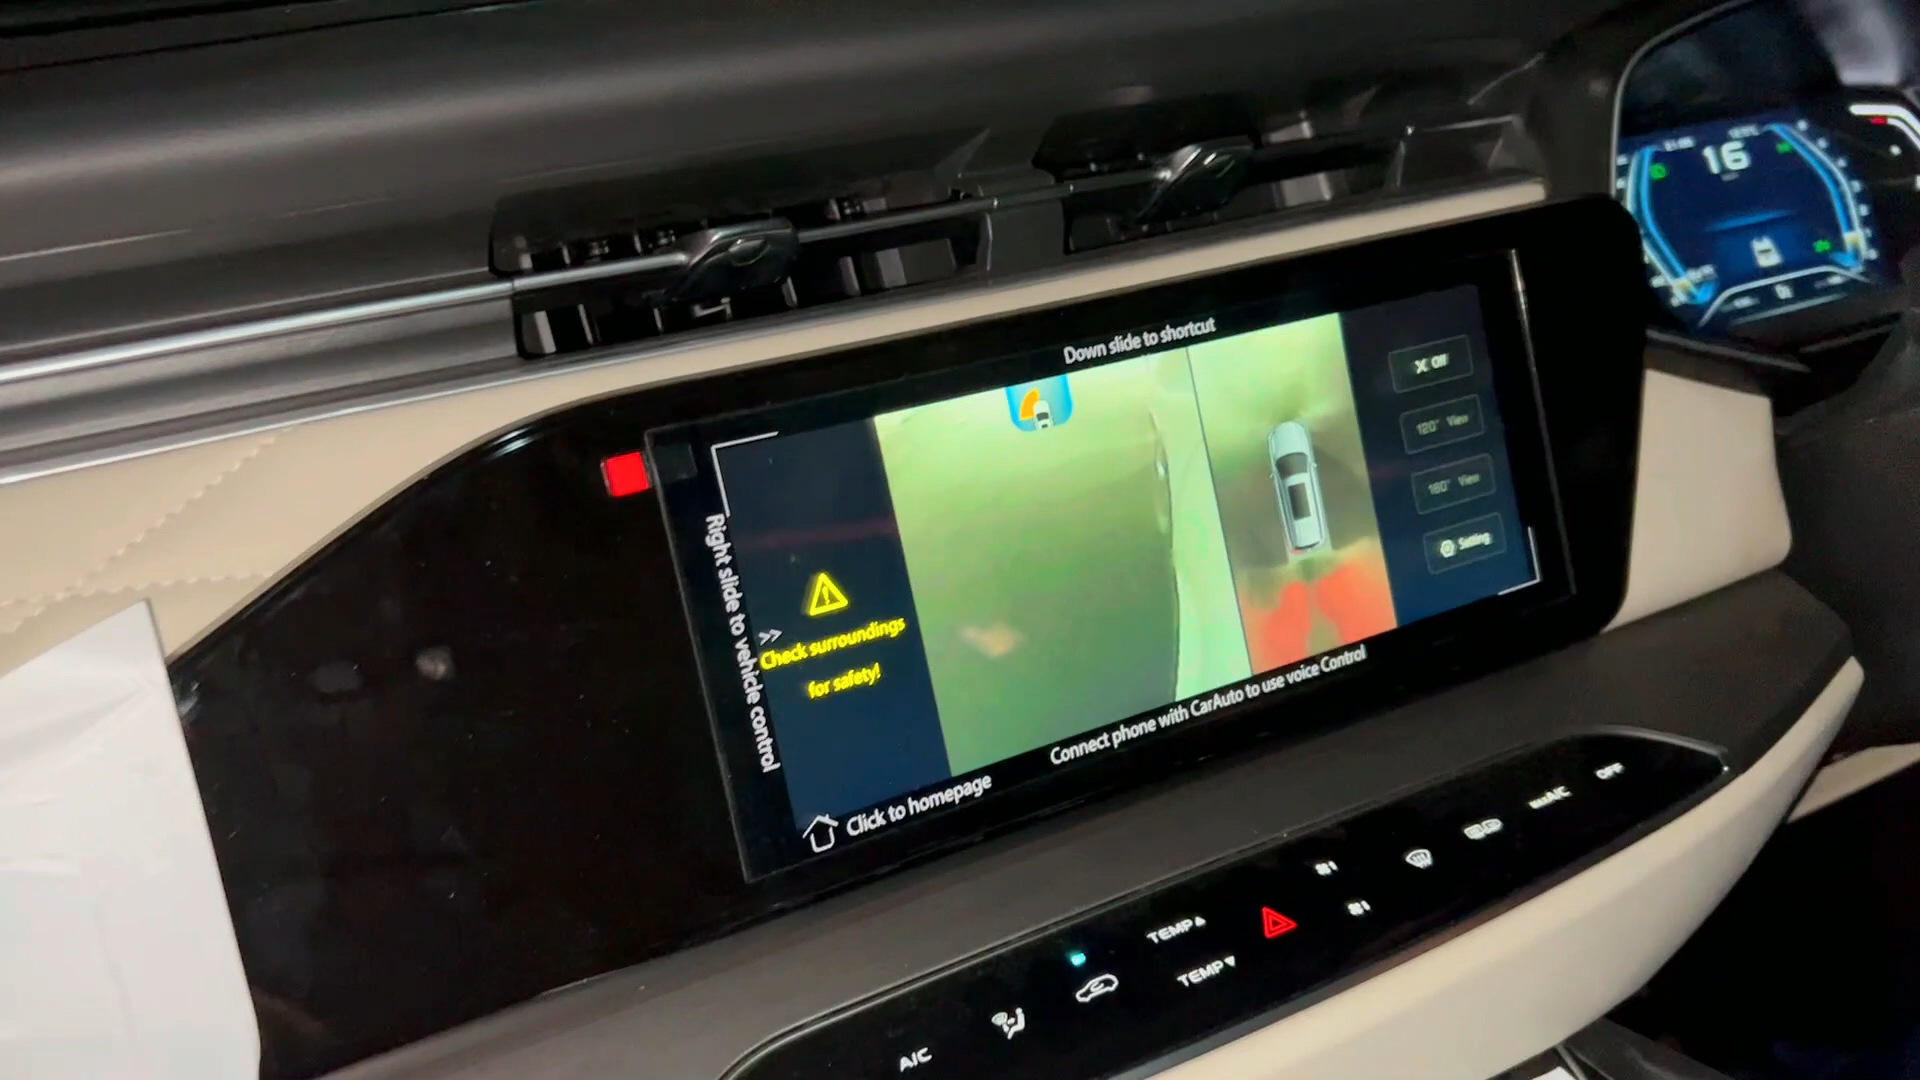 16
Down slide to shortcut
Off
120° View
180° View
Setting
Right slide to vehicle control
Check surroundings
for safety!
Connect phone with CarAuto to use voice Control
Click to homepage
OFF
A/C
TEMP▲
TEMP▼
A/C